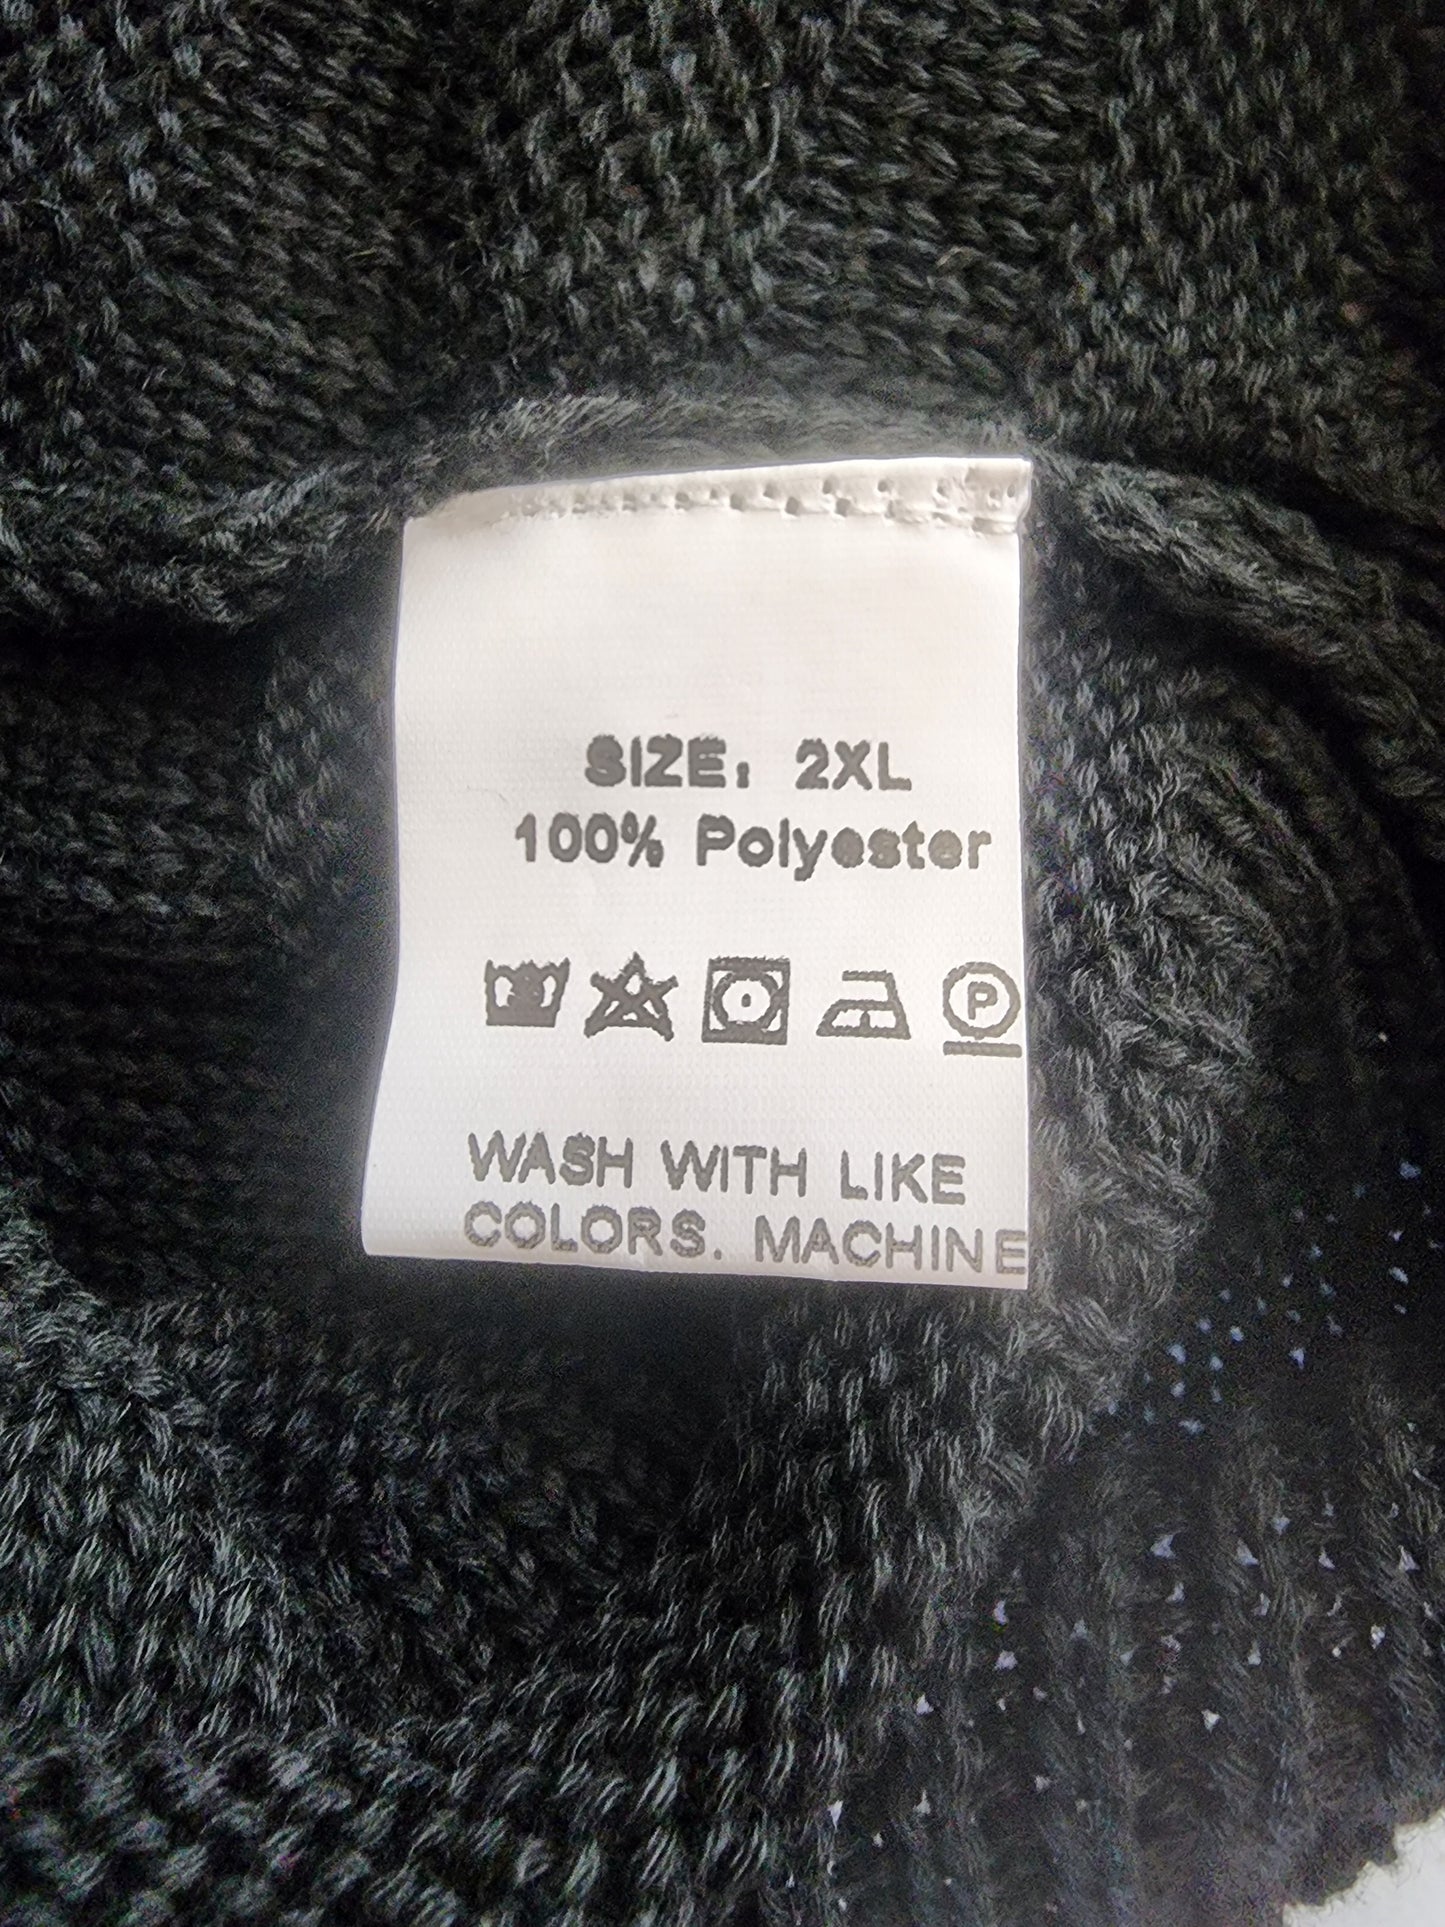 SIZE: 2XL
100% Polyester
P
WASH WITH LIKE
COLORS. MACHINE